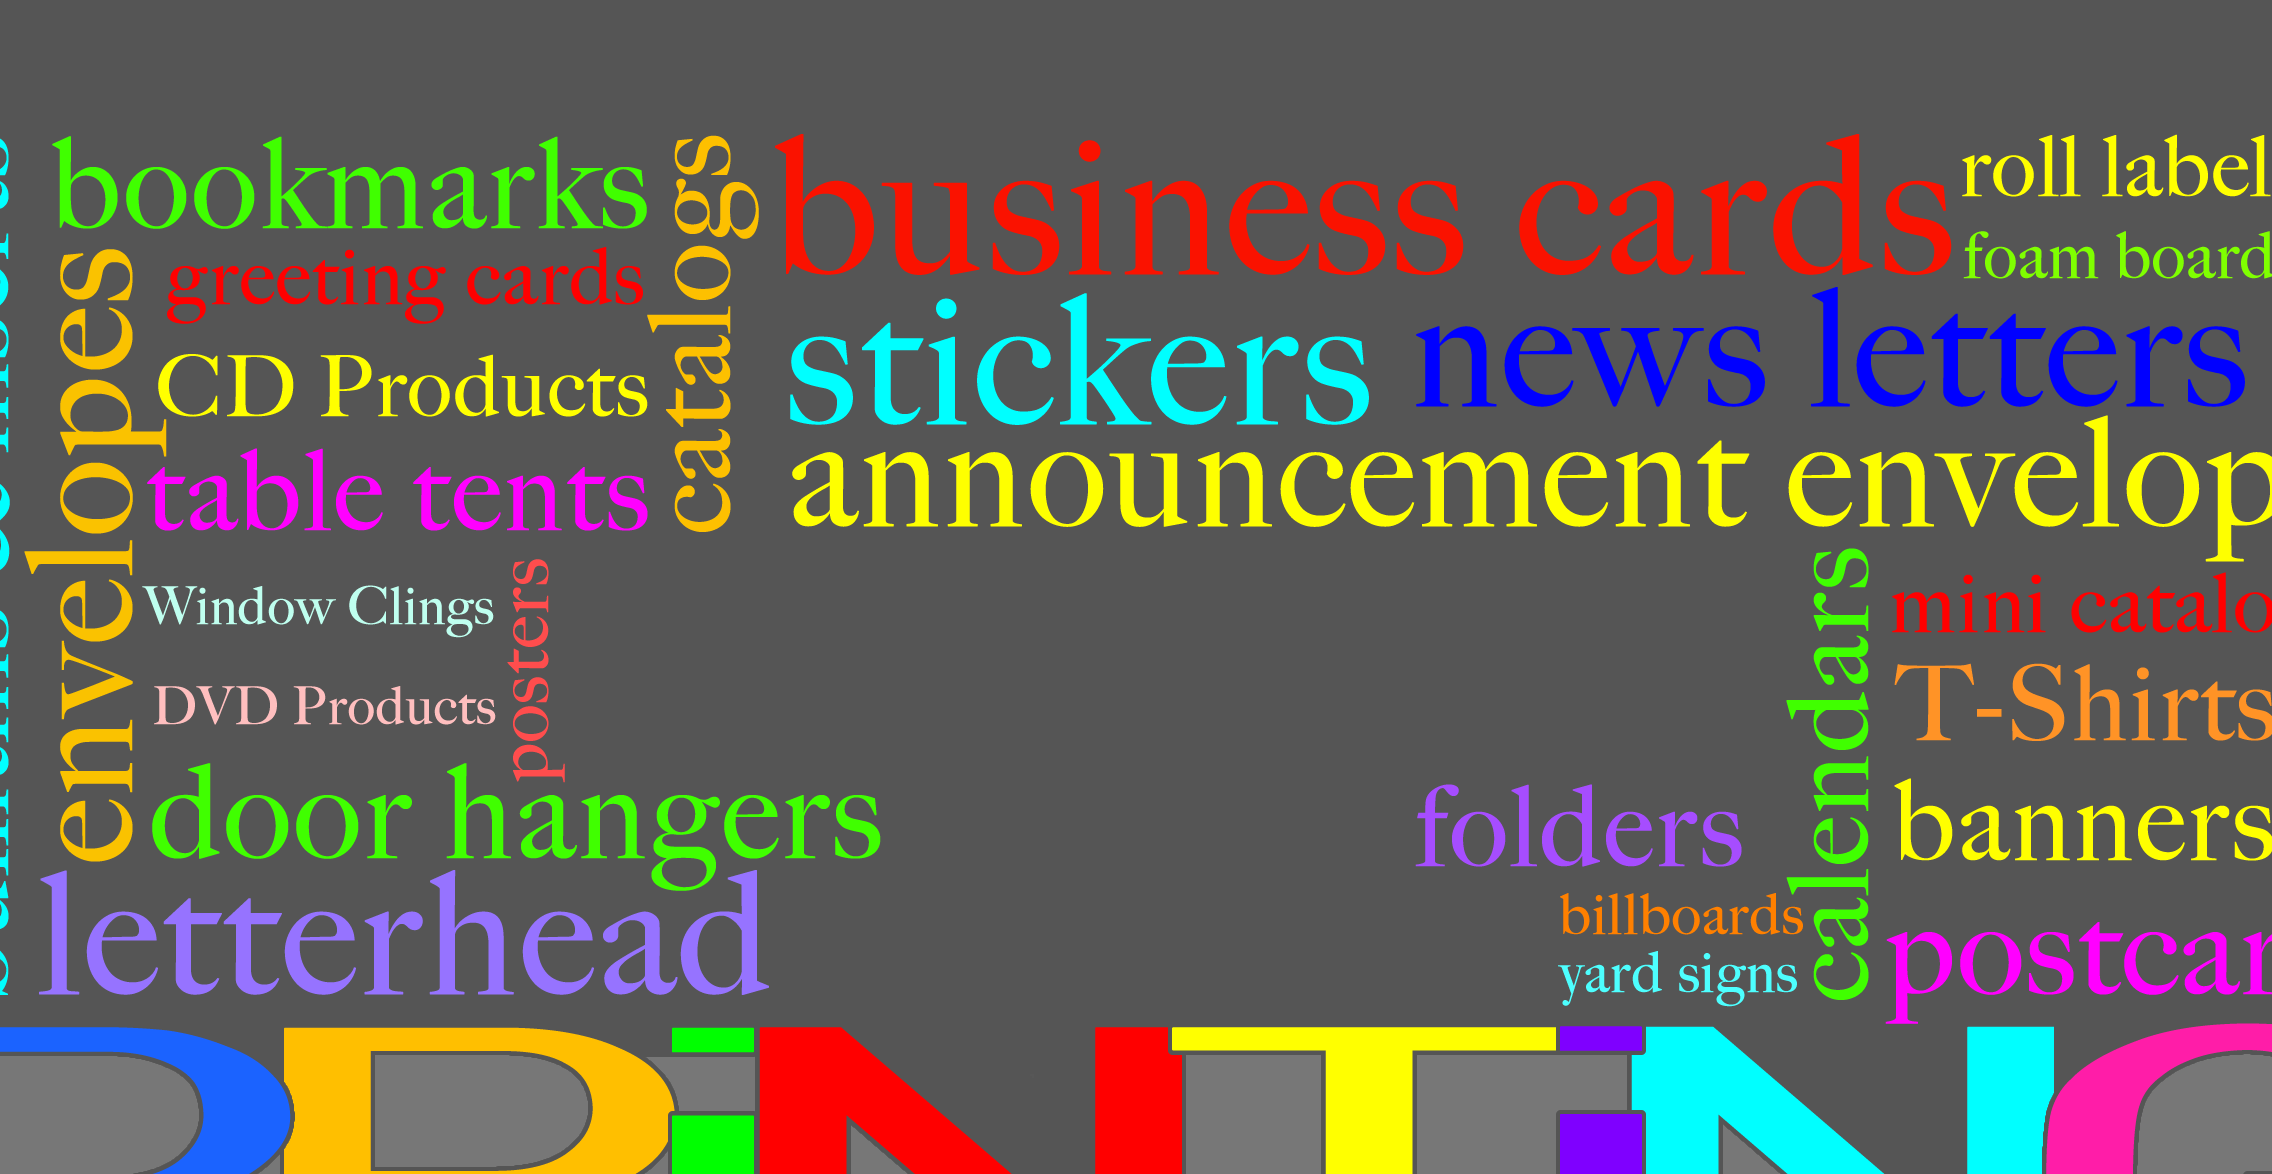 bookmarks
greeting cards
CD Products
table tents
Window Clings
DVD Products
envelopes
catalogs
posters
door hangers
letterhead
business cards
stickers
news letters
announcement envelop
roll label
foam board
calendars
mini catalo
T-Shirts
banners
folders
billboards
yard signs
postcar
PRiNTiNG